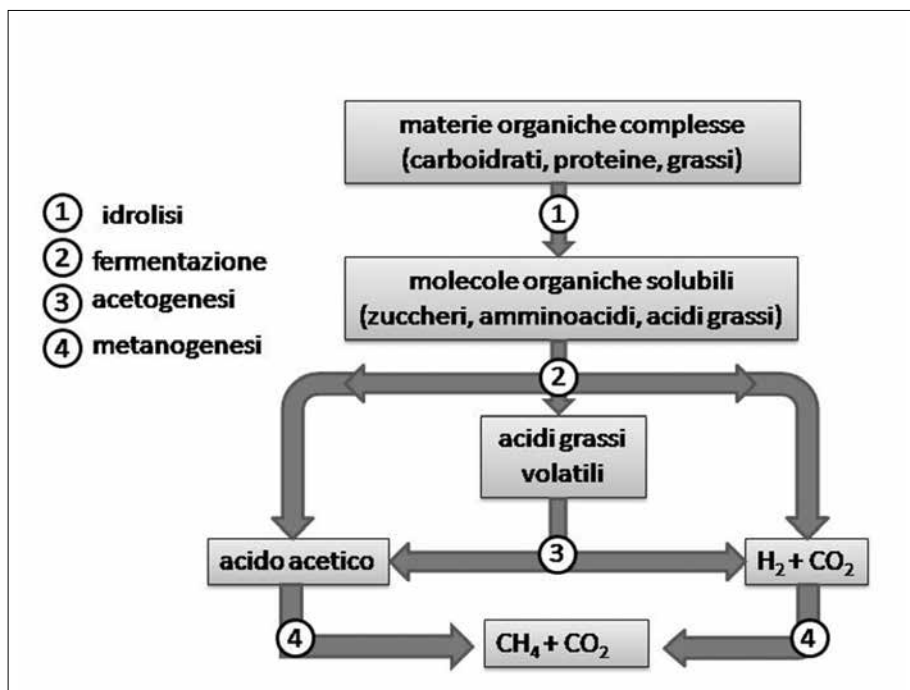 materie organiche complesse
(carboidrati, proteine, grassi)
1 idrolisi
2 fermentazione
3 acetogenesi
4 metanogenesi
1
molecole organiche solubili
(zuccheri, amminoacidi, acidi grassi)
2
acidi grassi
volatili
acido acetico
3
H₂ + CO₂
4
CH₄ + CO₂
4